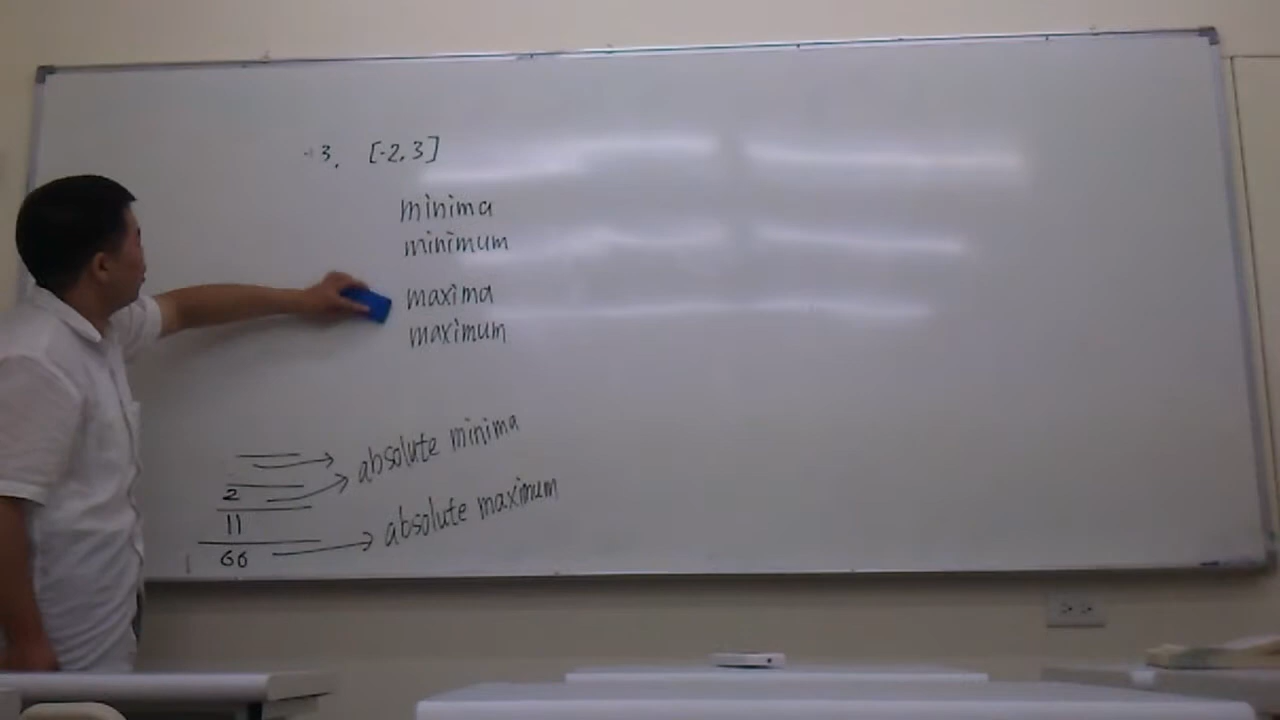 3, [-2,3]
minima
minimum
maxima
maximum
absolute minima
2
11
absolute maximum
66